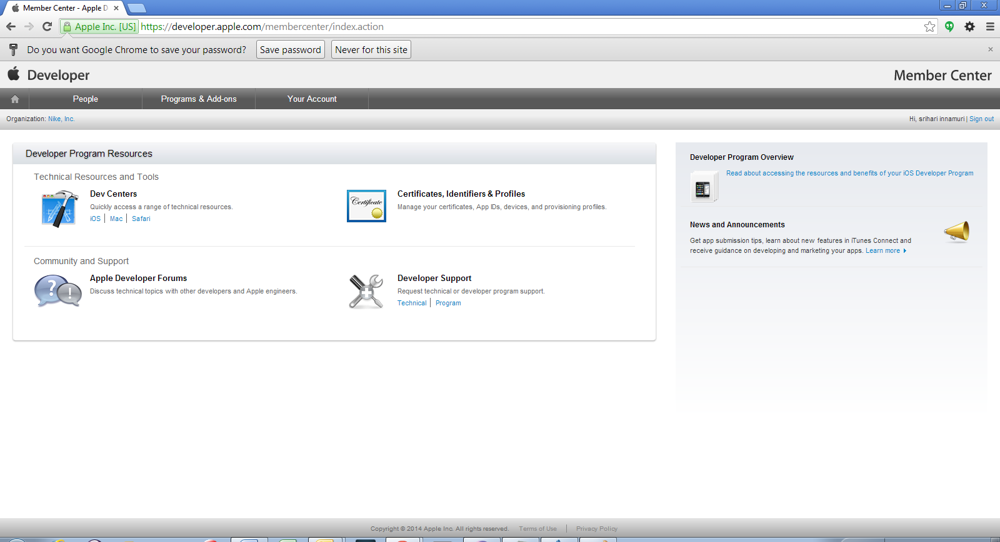 Member Center - Apple D
Apple Inc. [US] https://developer.apple.com/membercenter/index.action
Do you want Google Chrome to save your password? Save password Never for this site
Developer Member Center
People Programs & Add-ons Your Account
Organization: Nike, Inc. Hi, srihari innamuri | Sign out
Developer Program Resources
Technical Resources and Tools
Dev Centers
Quickly access a range of technical resources.
iOS | Mac | Safari
Certificate
Certificates, Identifiers & Profiles
Manage your certificates, App IDs, devices, and provisioning profiles.
Community and Support
Apple Developer Forums
Discuss technical topics with other developers and Apple engineers.
Developer Support
Request technical or developer program support.
Technical | Program
Developer Program Overview
Read about accessing the resources and benefits of your iOS Developer Program
News and Announcements
Get app submission tips, learn about new features in iTunes Connect and
receive guidance on developing and marketing your apps. Learn more
Copyright © 2014 Apple Inc. All rights reserved. Terms of Use | Privacy Policy